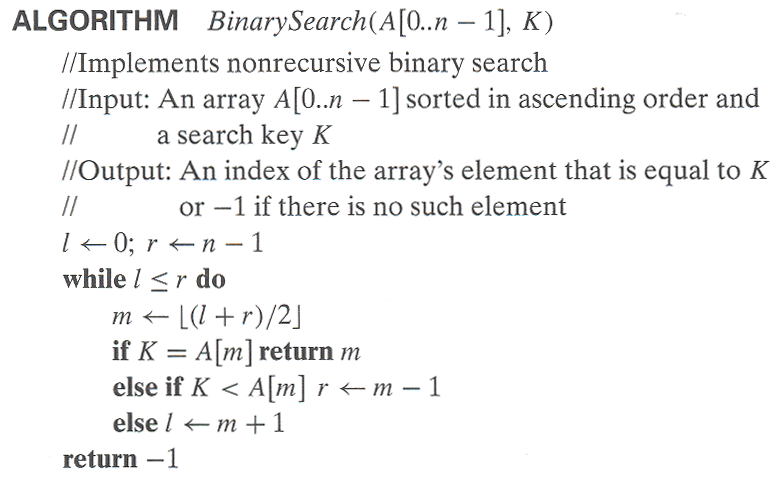 ALGORITHM BinarySearch(A[0..n − 1], K)
//Implements nonrecursive binary search
//Input: An array A[0..n − 1] sorted in ascending order and
// a search key K
//Output: An index of the array's element that is equal to K
// or −1 if there is no such element
l ← 0; r ← n − 1
while l ≤ r do
m ← ⌊(l + r)/2⌋
if K = A[m] return m
else if K < A[m] r ← m − 1
else l ← m + 1
return −1